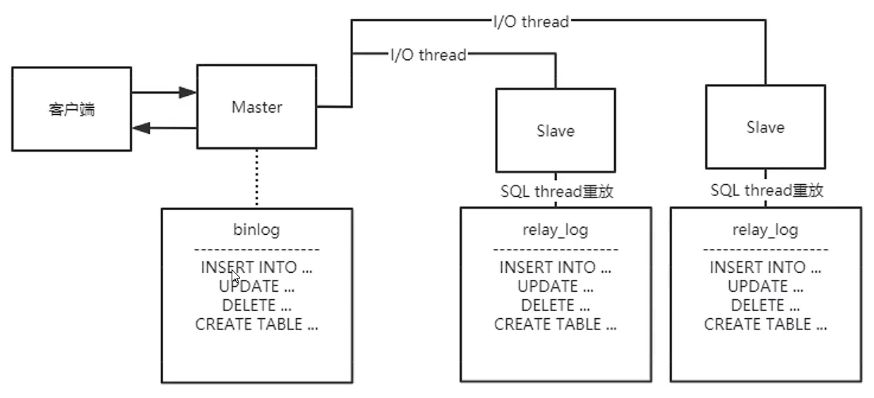 I/O thread
I/O thread
客户端
Master
Slave
Slave
SQL thread重放
SQL thread重放
binlog
--------------------
INSERT INTO ...
UPDATE ...
DELETE ...
CREATE TABLE ...
relay_log
--------------------
INSERT INTO ...
UPDATE ...
DELETE ...
CREATE TABLE ...
relay_log
--------------------
INSERT INTO ...
UPDATE ...
DELETE ...
CREATE TABLE ...